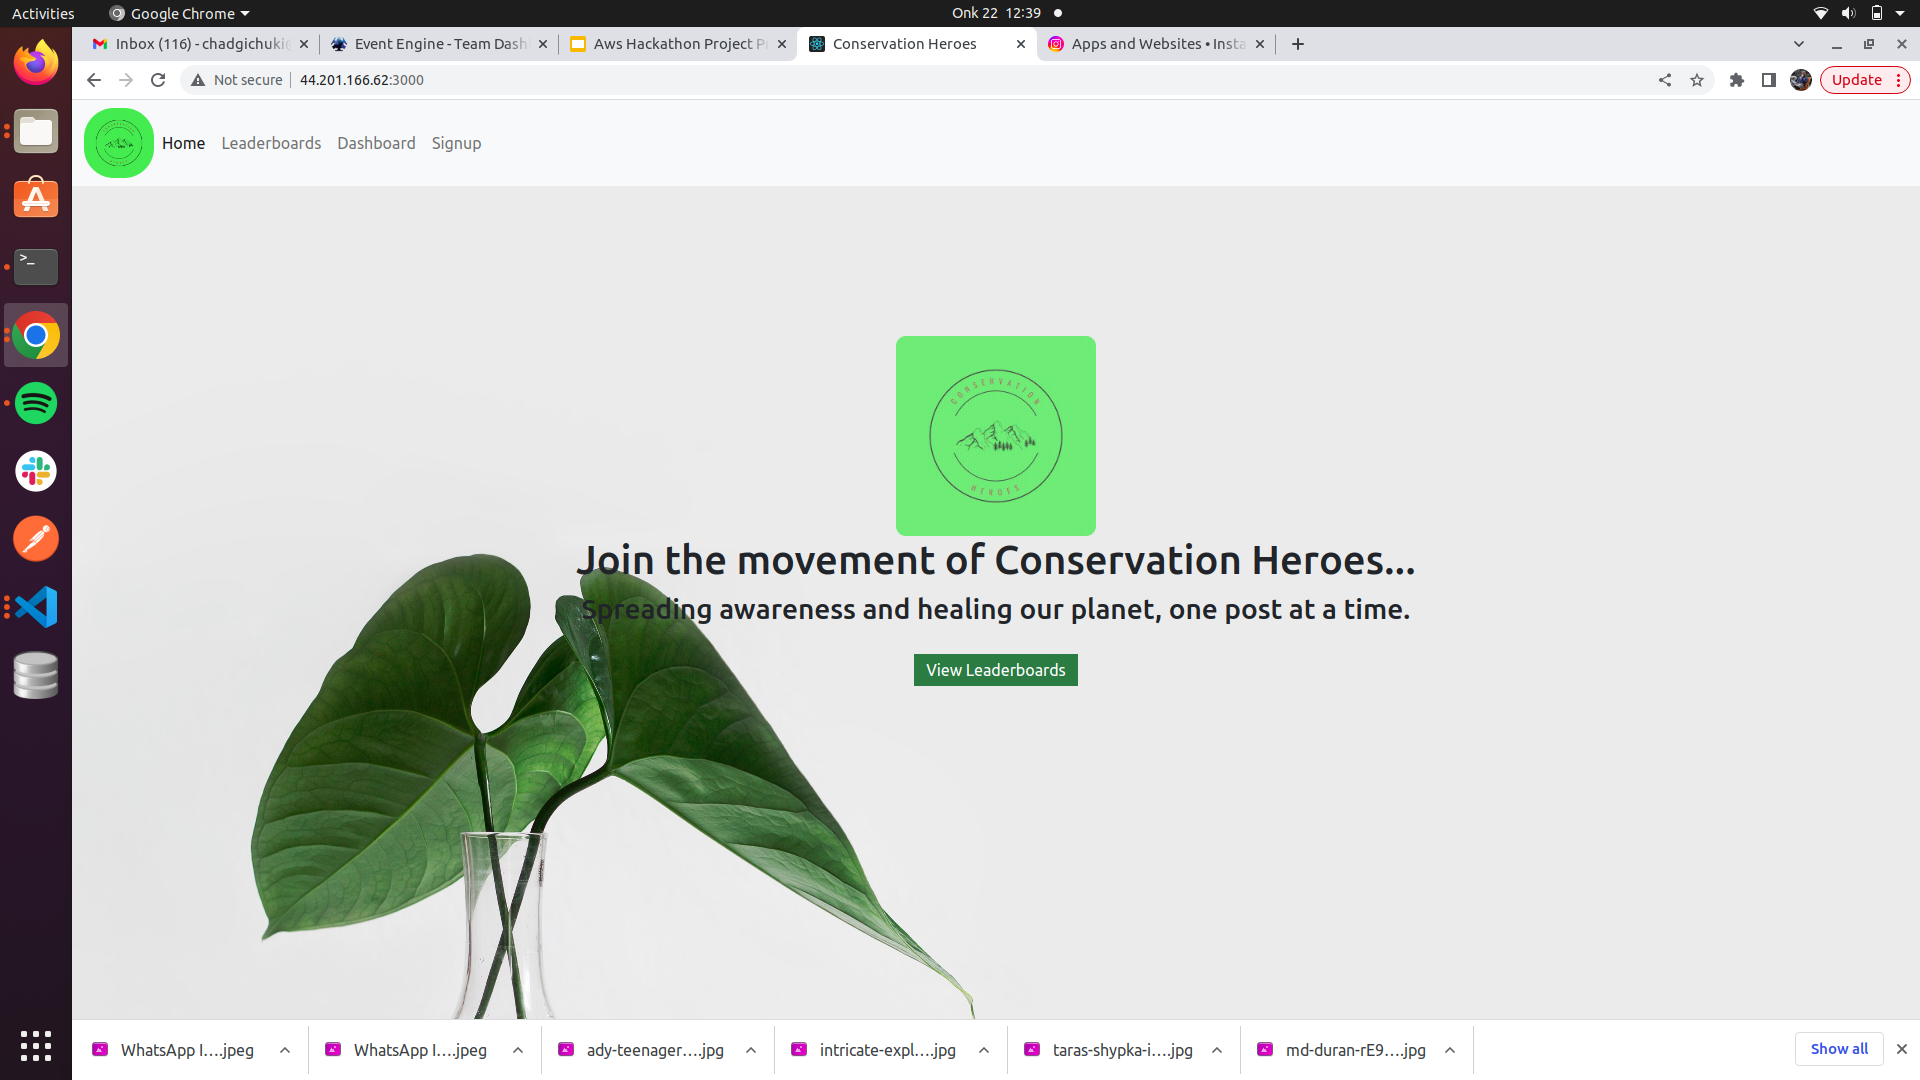 Activities
Google Chrome
Onk 22 12:39
Inbox (116) - chadgichuki
Event Engine - Team Dash
Aws Hackathon Project P
Conservation Heroes
Apps and Websites • Insta
Not secure
44.201.166.62:3000
Update
Home
Leaderboards
Dashboard
Signup
CONSERVATION
HEROES
Join the movement of Conservation Heroes...
Spreading awareness and healing our planet, one post at a time.
View Leaderboards
WhatsApp I....jpeg
WhatsApp I....jpeg
ady-teenager....jpg
intricate-expl....jpg
taras-shypka-i....jpg
md-duran-rE9....jpg
Show all